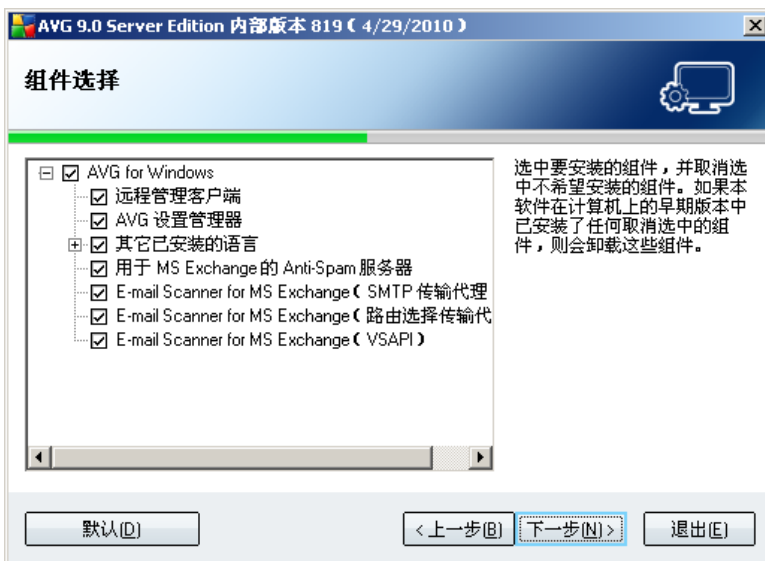 AVG 9.0 Server Edition 内部版本 819（4/29/2010）
组件选择
AVG for Windows
远程管理客户端
AVG 设置管理器
其它已安装的语言
用于 MS Exchange 的 Anti-Spam 服务器
E-mail Scanner for MS Exchange（SMTP 传输代理
E-mail Scanner for MS Exchange（路由选择传输代
E-mail Scanner for MS Exchange（VSAPI）
选中要安装的组件，并取消选
中不希望安装的组件。如果本
软件在计算机上的早期版本中
已安装了任何取消选中的组
件，则会卸载这些组件。
默认(D)
<上一步(B)
下一步(N)>
退出(E)